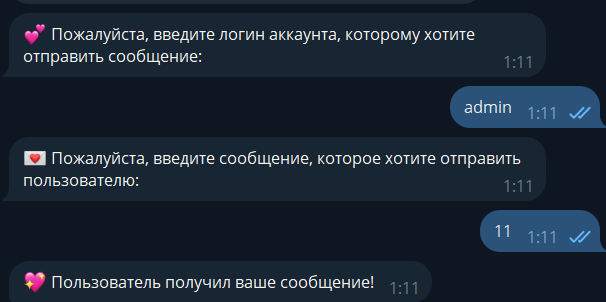 💕 Пожалуйста, введите логин аккаунта, которому хотите
отправить сообщение:
1:11
admin 1:11
💌 Пожалуйста, введите сообщение, которое хотите отправить
пользователю:
1:11
11 1:11
💖 Пользователь получил ваше сообщение! 1:11